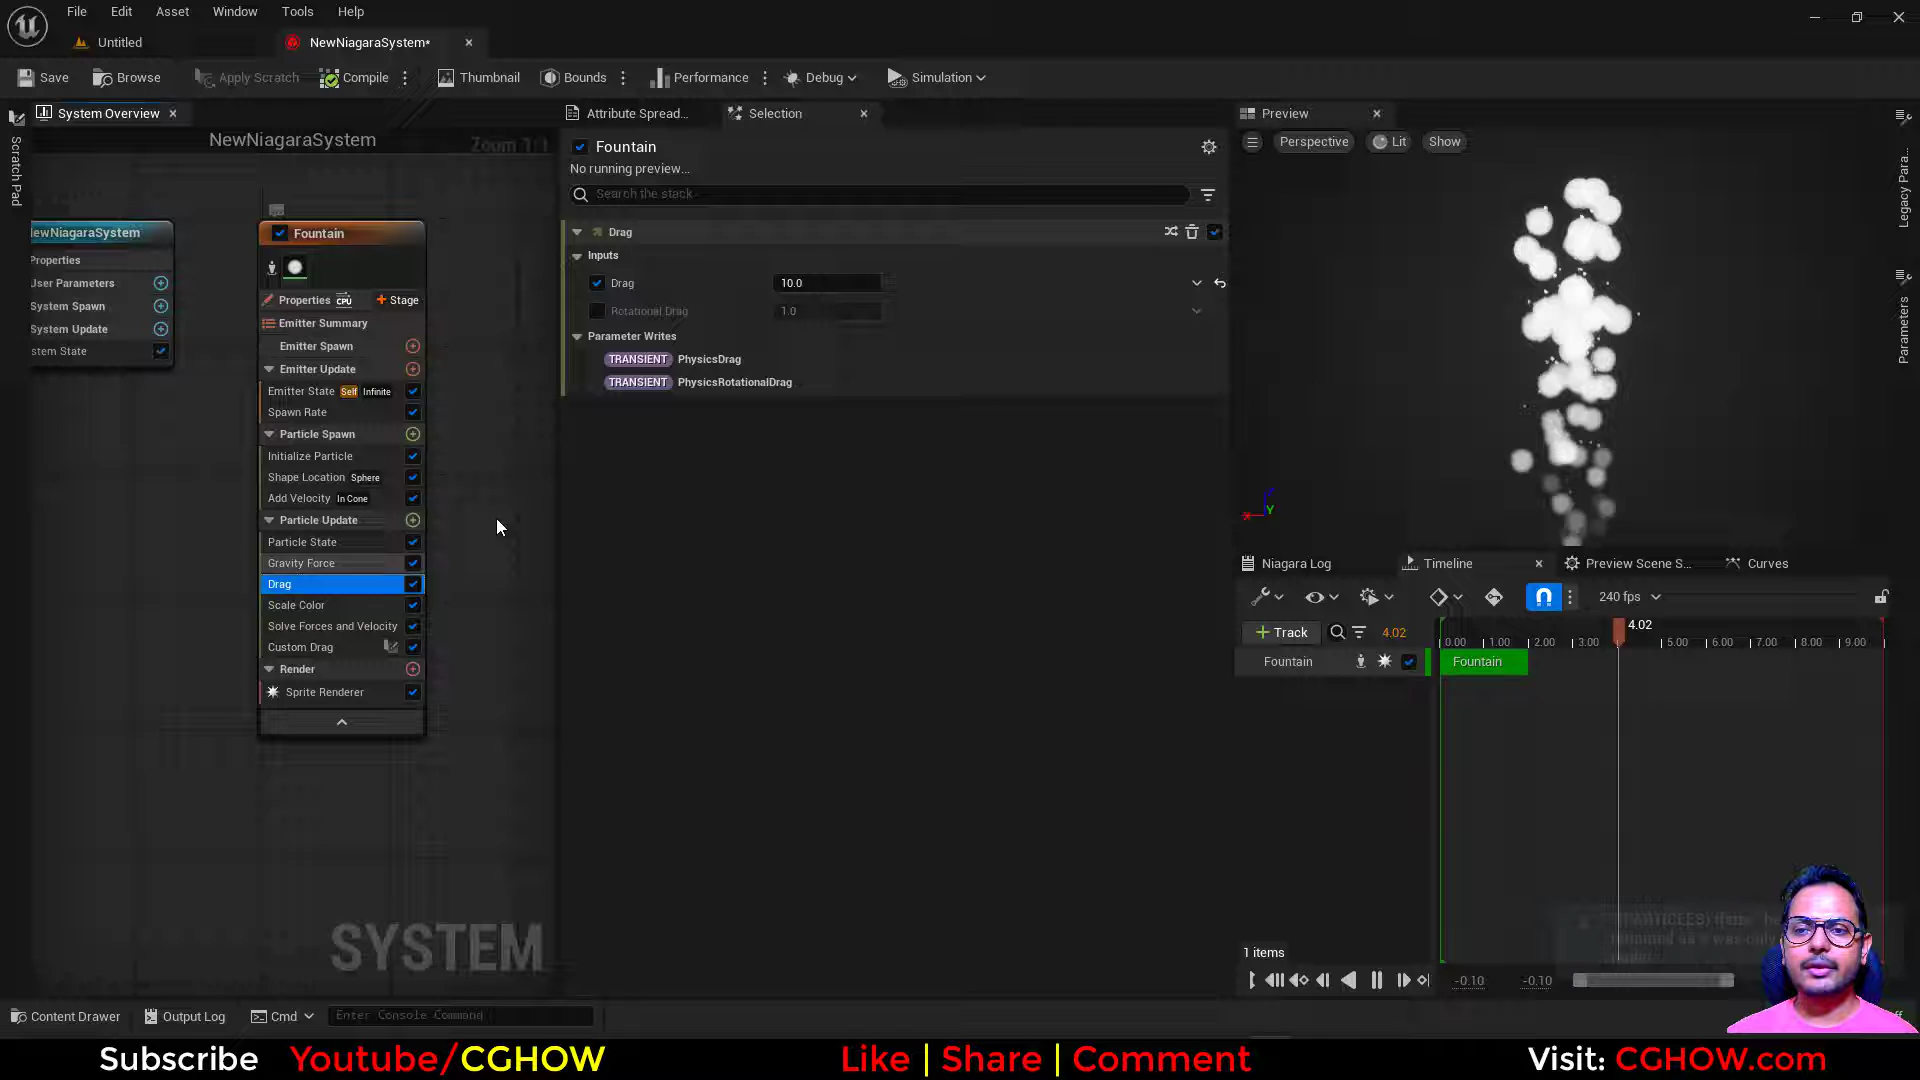 File Edit Asset Window Tools Help
Untitled NewNiagaraSystem*
Save Browse Apply Scratch Compile Thumbnail Bounds Performance Debug Simulation
System Overview
Scratch Pad
NewNiagaraSystem
Zoom 1:1
ewNiagaraSystem
Properties
User Parameters
System Spawn
System Update
stem State
Fountain
Properties CPU Stage
Emitter Summary
Emitter Spawn
Emitter Update
Emitter State Self Infinite
Spawn Rate
Particle Spawn
Initialize Particle
Shape Location Sphere
Add Velocity In Cone
Particle Update
Particle State
Gravity Force
Drag
Scale Color
Solve Forces and Velocity
Custom Drag
Render
Sprite Renderer
SYSTEM
Attribute Spread... Selection
Fountain
No running preview...
Search the stack
Drag
Inputs
Drag 10.0
Rotational Drag 1.0
Parameter Writes
TRANSIENT PhysicsDrag
TRANSIENT PhysicsRotationalDrag
Preview
Perspective Lit Show
Y
Legacy Para...
Parameters
Niagara Log Timeline Preview Scene S... Curves
240 fps
Track 4.02
4.02
0.00 1.00 2.00 3.00 5.00 6.00 7.00 8.00 9.00
Fountain Fountain
1 items
-0.10 -0.10
Content Drawer Output Log Cmd Enter Console Command
Subscribe Youtube/CGHOW Like | Share | Comment Visit: CGHOW.com